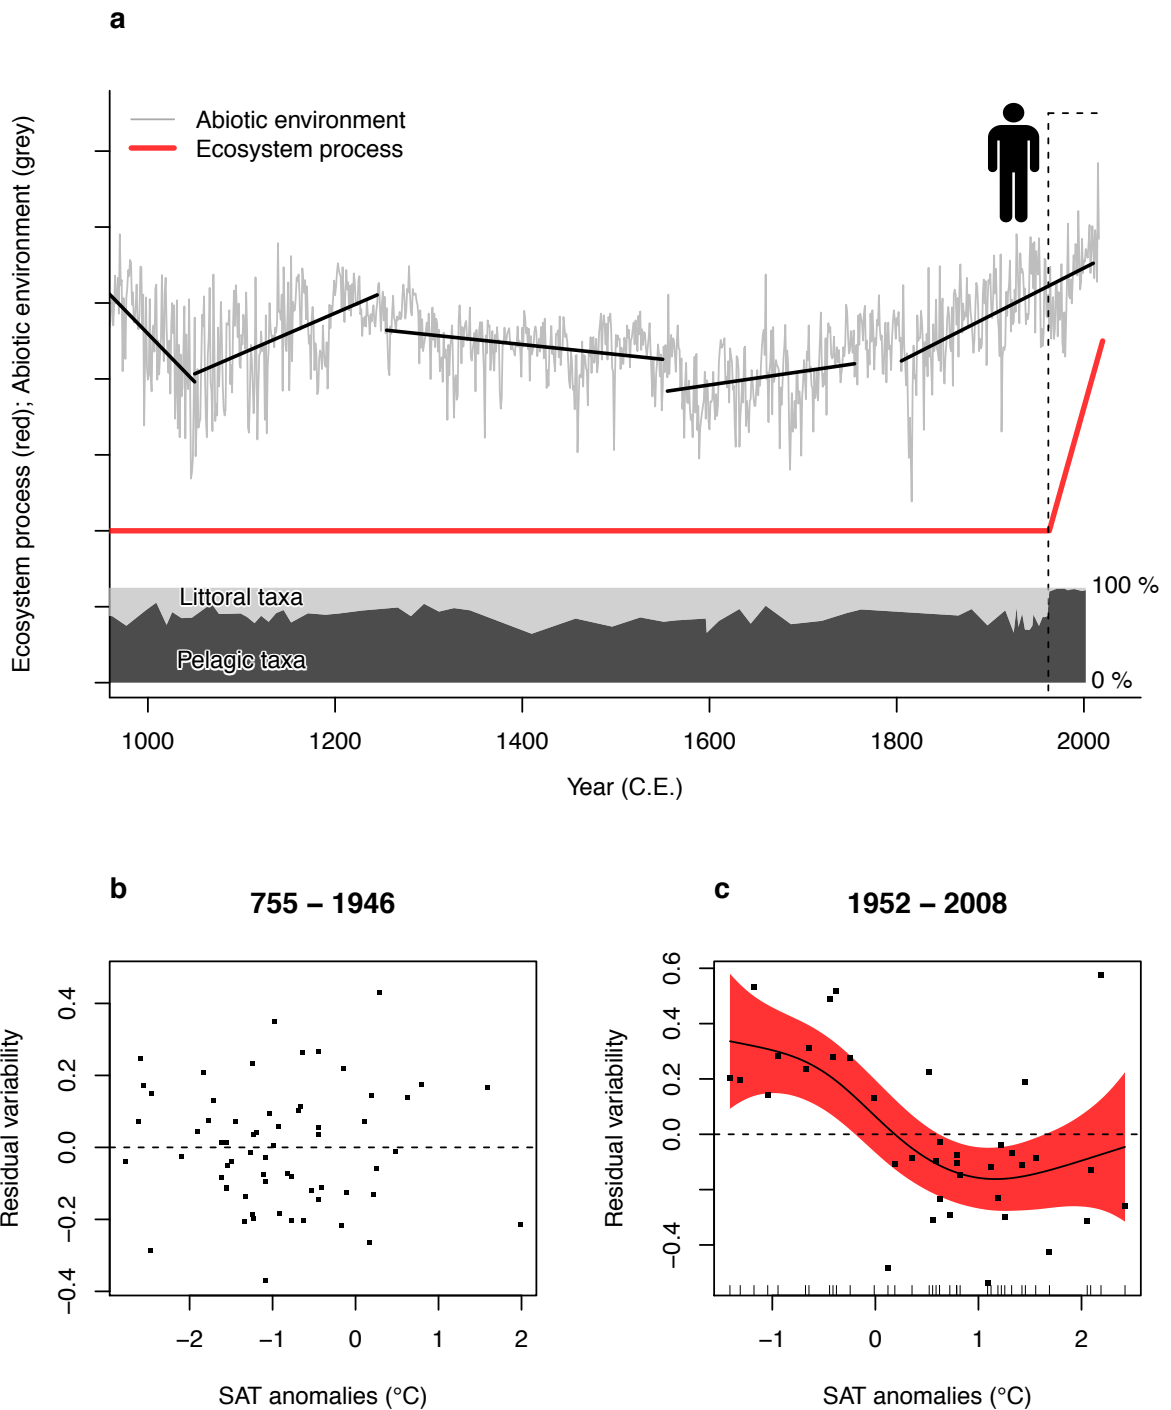 a
Abiotic environment
Ecosystem process
Ecosystem process (red); Abiotic environment (grey)
Littoral taxa
Pelagic taxa
100 %
0 %
1000 1200 1400 1600 1800 2000
Year (C.E.)
b
755 – 1946
Residual variability
0.4
0.2
0.0
−0.2
−0.4
−2 −1 0 1 2
SAT anomalies (°C)
c
1952 – 2008
Residual variability
0.6
0.4
0.2
0.0
−0.4
−1 0 1 2
SAT anomalies (°C)